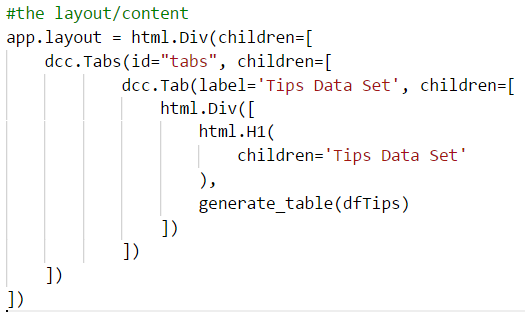 #the layout/content
app.layout = html.Div(children=[
    dcc.Tabs(id="tabs", children=[
            dcc.Tab(label='Tips Data Set', children=[
                html.Div([
                    html.H1(
                        children='Tips Data Set'
                    ),
                    generate_table(dfTips)
                ])
            ])
    ])
])